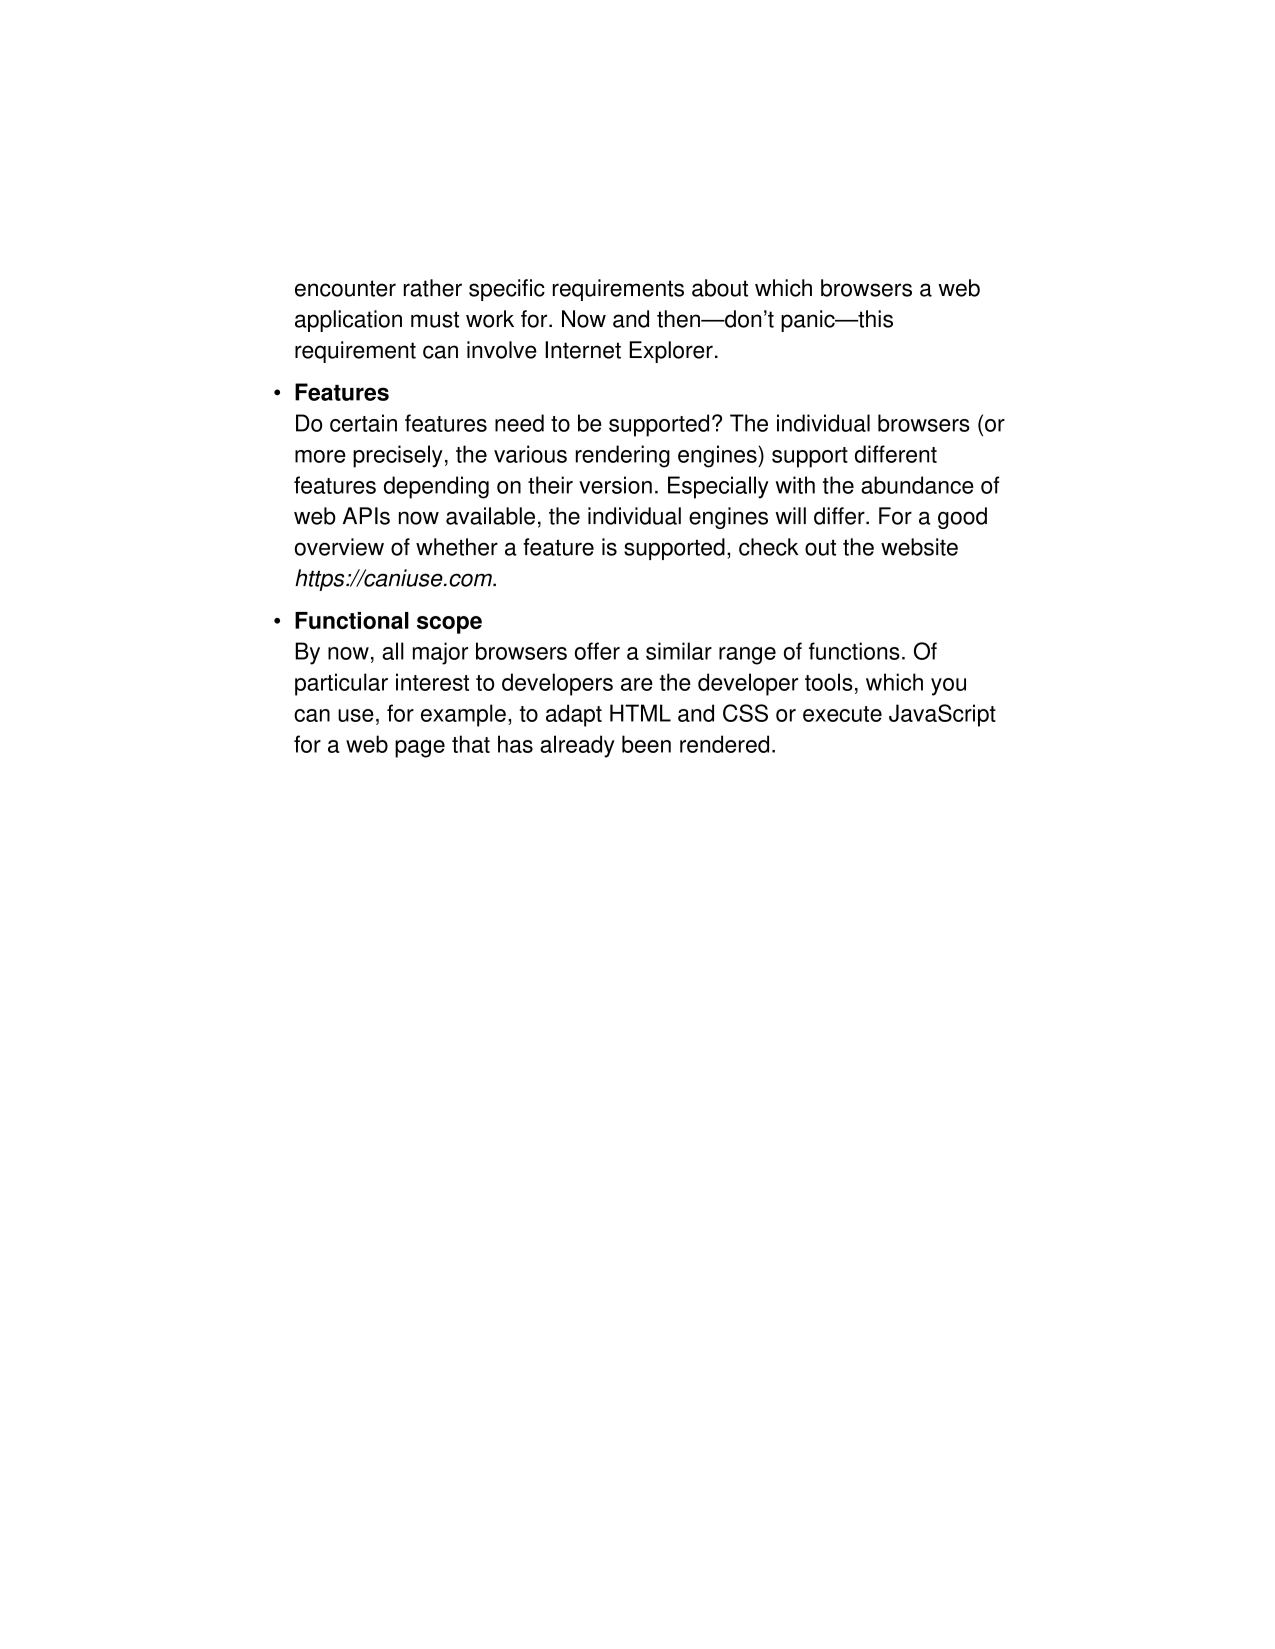 encounter rather specific requirements about which browsers a web
application must work for. Now and then—don’t panic—this
requirement can involve Internet Explorer.
• Features
Do certain features need to be supported? The individual browsers (or
more precisely, the various rendering engines) support different
features depending on their version. Especially with the abundance of
web APIs now available, the individual engines will differ. For a good
overview of whether a feature is supported, check out the website
https://caniuse.com.
• Functional scope
By now, all major browsers offer a similar range of functions. Of
particular interest to developers are the developer tools, which you
can use, for example, to adapt HTML and CSS or execute JavaScript
for a web page that has already been rendered.